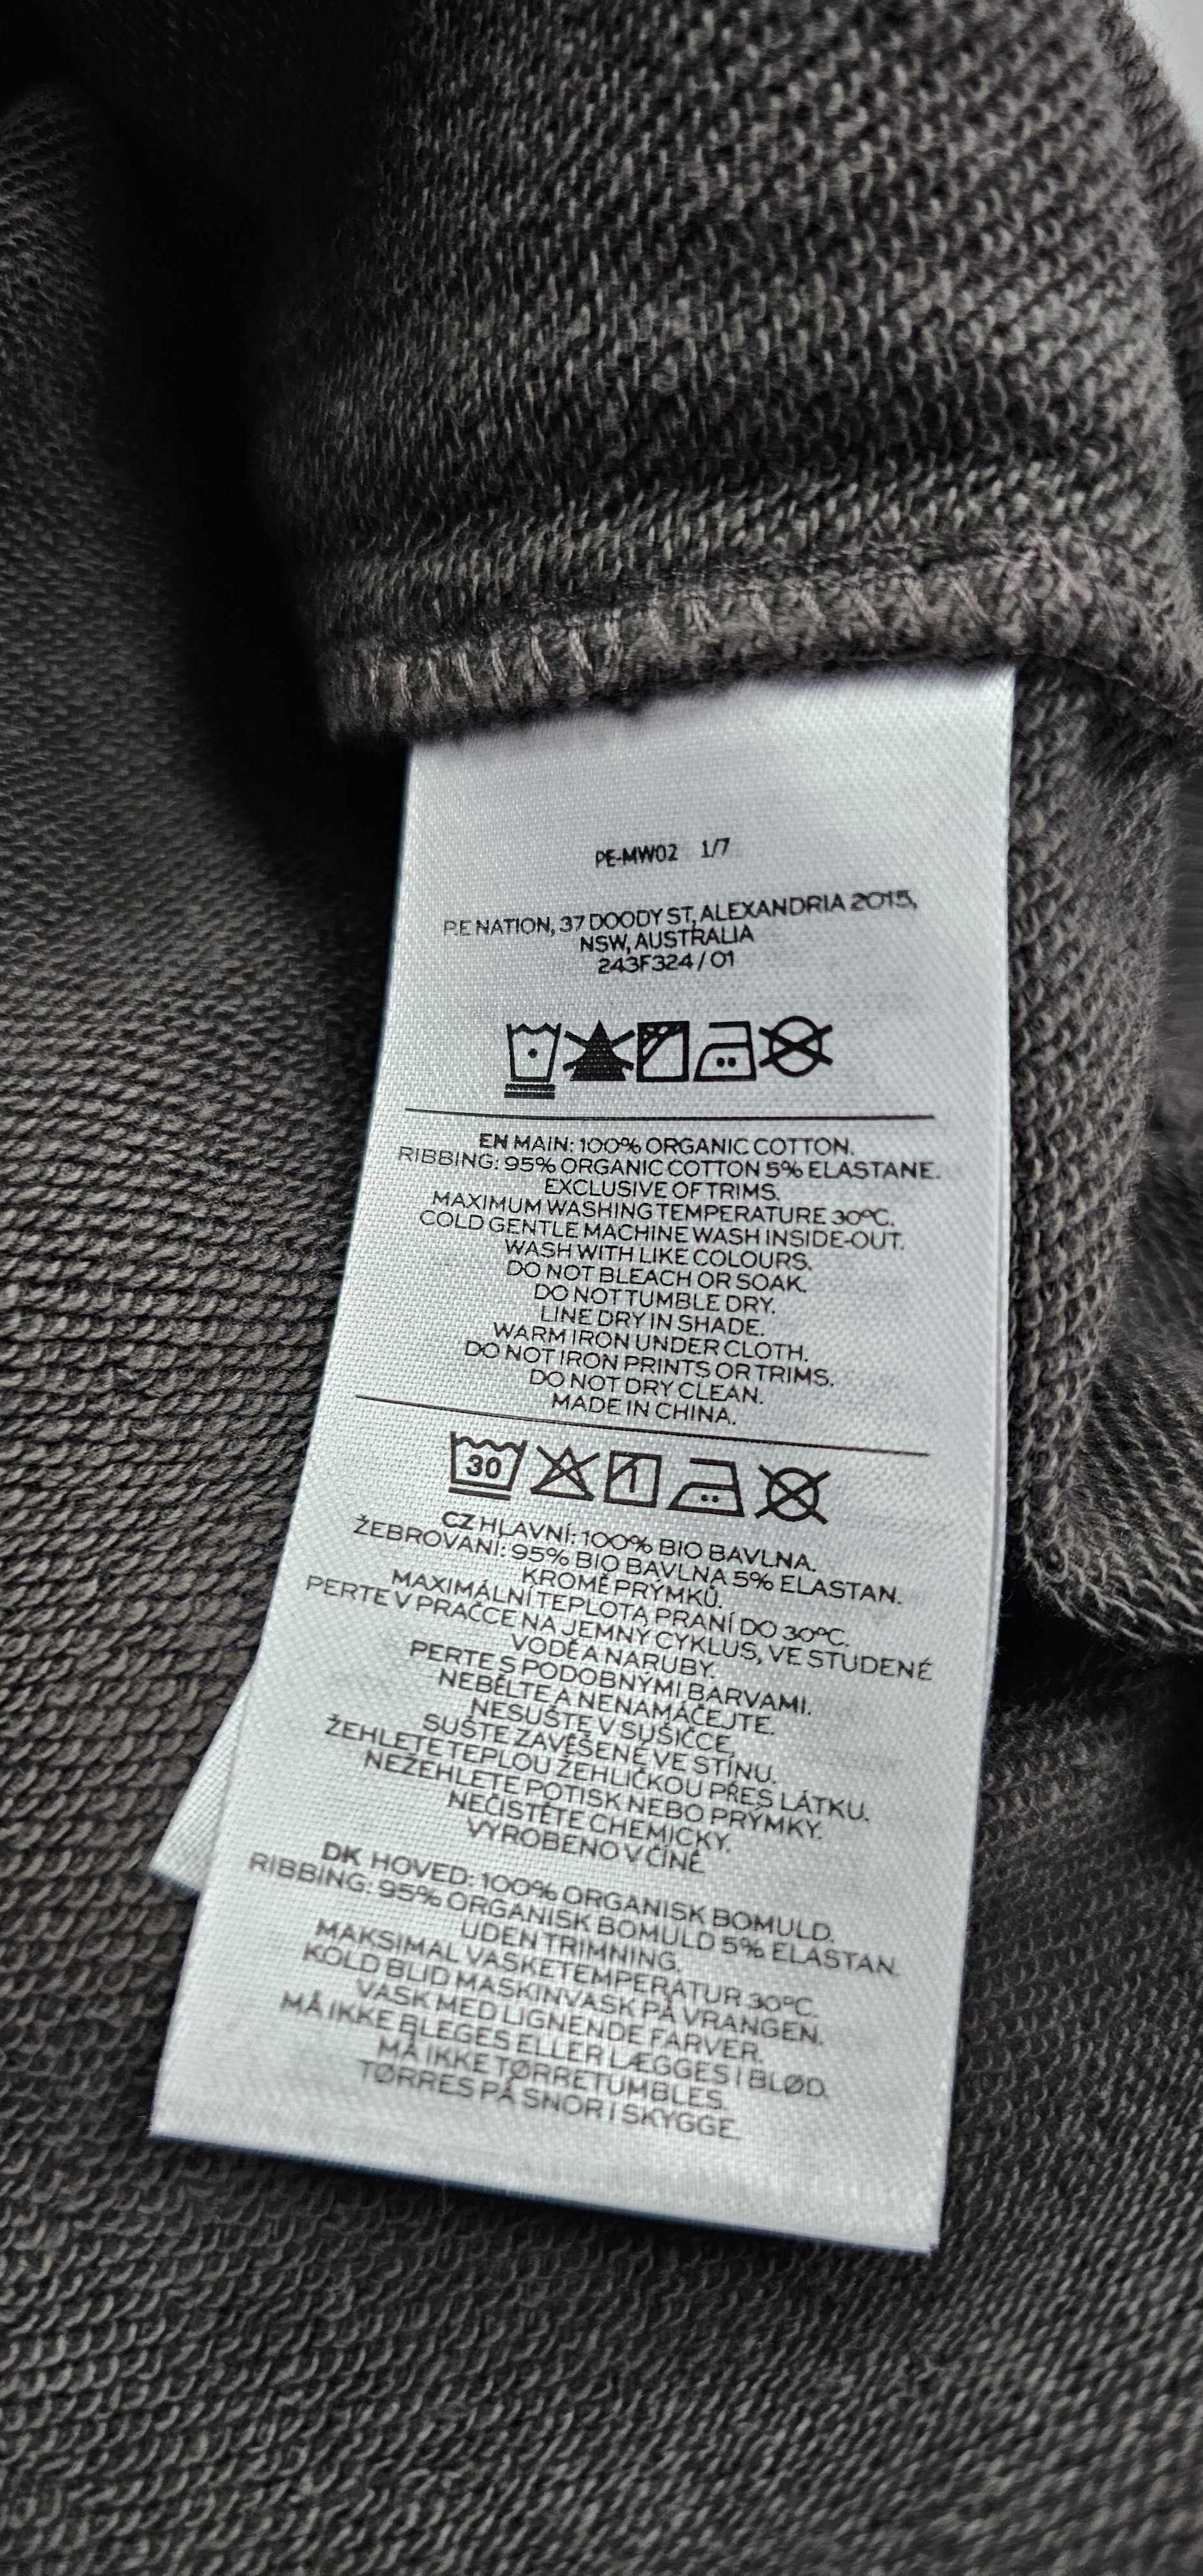 PE-MW02 1/7
P.E NATION, 37 DOODY ST, ALEXANDRIA 2015,
NSW, AUSTRALIA
243F324 / 01
EN MAIN: 100% ORGANIC COTTON.
RIBBING: 95% ORGANIC COTTON 5% ELASTANE.
EXCLUSIVE OF TRIMS.
MAXIMUM WASHING TEMPERATURE 30ºC.
COLD GENTLE MACHINE WASH INSIDE-OUT.
WASH WITH LIKE COLOURS.
DO NOT BLEACH OR SOAK.
DO NOT TUMBLE DRY.
LINE DRY IN SHADE.
WARM IRON UNDER CLOTH.
DO NOT IRON PRINTS OR TRIMS.
DO NOT DRY CLEAN.
MADE IN CHINA.
30
CZ HLAVNÍ: 100% BIO BAVLNA.
ŽEBROVÁNÍ: 95% BIO BAVLNA 5% ELASTAN.
KROMĚ PRÝMKŮ.
MAXIMÁLNÍ TEPLOTA PRANÍ DO 30ºC.
PERTE V PRAČCE NA JEMNÝ CYKLUS, VE STUDENÉ
VODĚ A NARUBY.
PERTE S PODOBNÝMI BARVAMI.
NEBĚLTE A NENAMÁČEJTE.
NESUŠTE V SUŠIČCE.
SUŠTE ZAVĚŠENÉ VE STÍNU.
ŽEHLETE TEPLOU ŽEHLIČKOU PŘES LÁTKU.
NEŽEHLETE POTISK NEBO PRÝMKY.
NEČISTĚTE CHEMICKY.
VYROBENO V ČÍNĚ
DK HOVED: 100% ORGANISK BOMULD.
RIBBING: 95% ORGANISK BOMULD 5% ELASTAN.
UDEN TRIMNING.
MAKSIMAL VASKETEMPERATUR 30ºC.
KOLD BLID MASKINVASK PÅ VRANGEN.
VASK MED LIGNENDE FARVER.
MÅ IKKE BLEGES ELLER LÆGGES I BLØD.
MÅ IKKE TØRRETUMBLES.
TØRRES PÅ SNOR I SKYGGE.